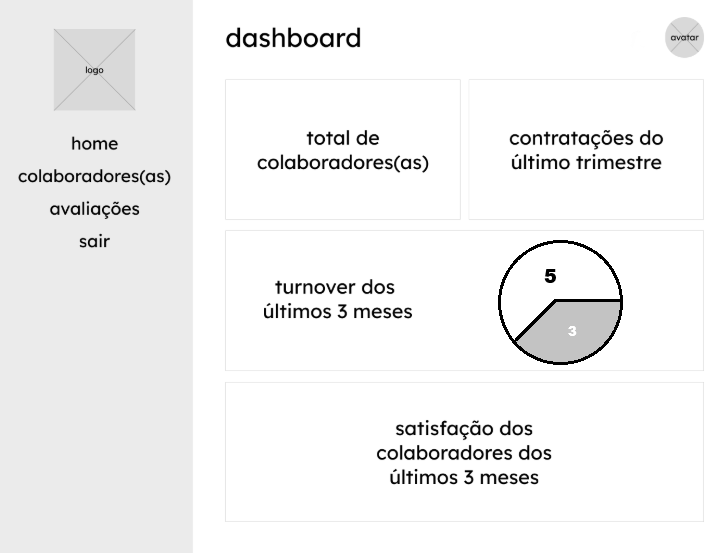 logo
home
colaboradores(as)
avaliações
sair
dashboard
avatar
total de
colaboradores(as)
contratações do
último trimestre
turnover dos
últimos 3 meses
5
3
satisfação dos
colaboradores dos
últimos 3 meses